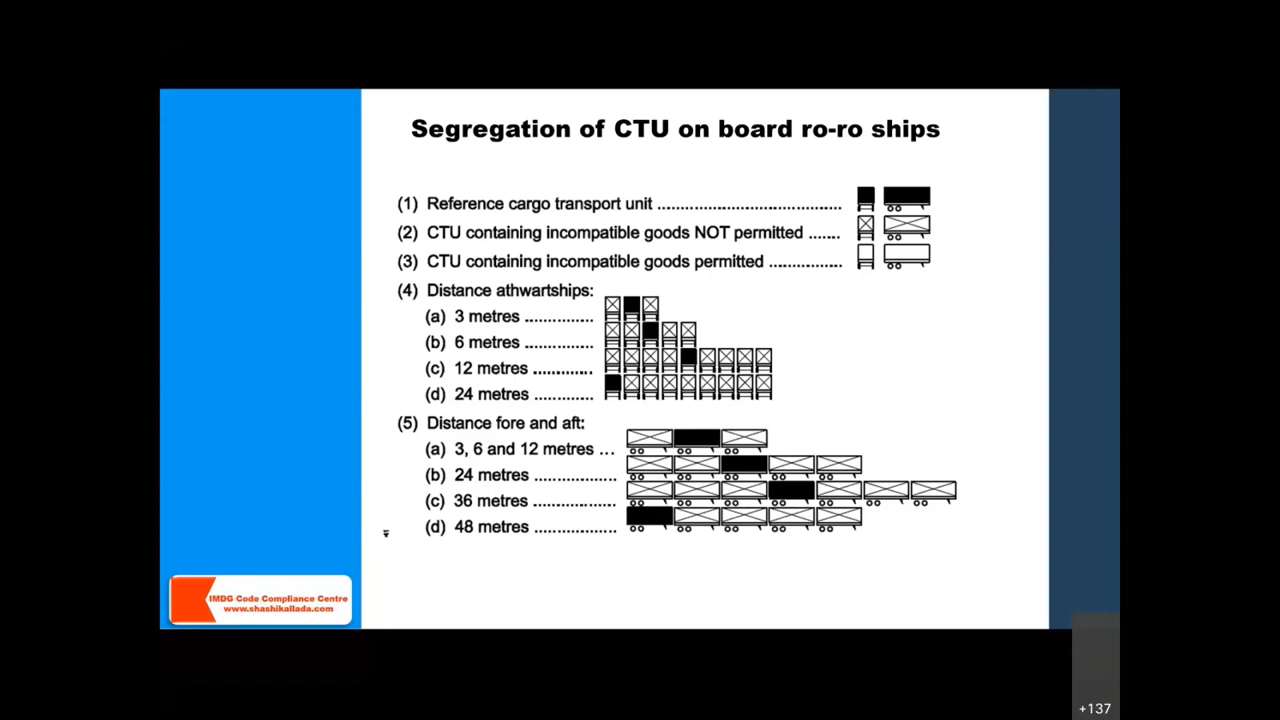 Segregation of CTU on board ro-ro ships
(1) Reference cargo transport unit ........................................
(2) CTU containing incompatible goods NOT permitted .......
(3) CTU containing incompatible goods permitted ................
(4) Distance athwartships:
(a) 3 metres ...............
(b) 6 metres ...............
(c) 12 metres .............
(d) 24 metres .............
(5) Distance fore and aft:
(a) 3, 6 and 12 metres ...
(b) 24 metres ..................
(c) 36 metres ..................
(d) 48 metres ..................
IMDG Code Compliance Centre
www.shashikallada.com
+137